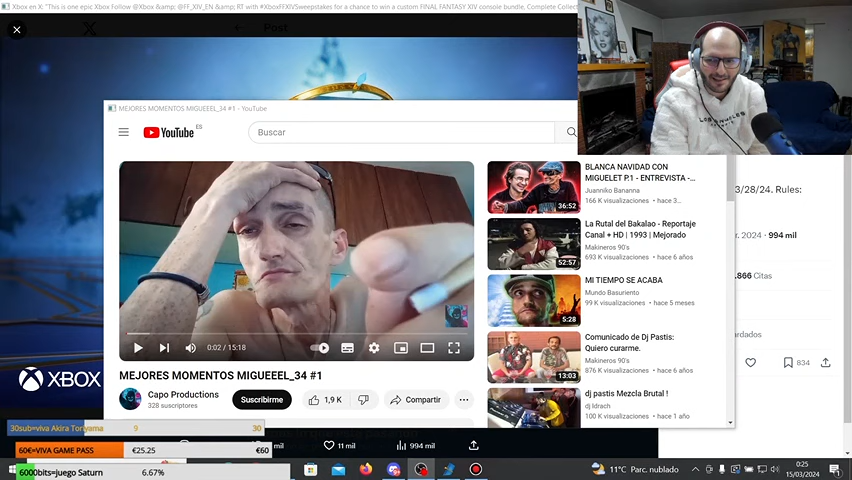 Xbox en X: "This is one epic Xbox Follow @Xbox &amp; @FF_XIV_EN &amp; RT with #XboxFFXIVSweepstakes for a chance to win a custom FINAL FANTASY XIV console bundle, Complete Collec
Post
MEJORES MOMENTOS MIGUEEEL_34 #1 - YouTube
YouTube ES
Buscar
BLANCA NAVIDAD CON
MIGUELET P.1 - ENTREVISTA -...
Juanniko Bananna
166 K visualizaciones • hace 3...
36:52
La Rutal del Bakalao - Reportaje
Canal + HD | 1993 | Mejorado
Makineros 90's
693 K visualizaciones • hace 6 años
52:57
MI TIEMPO SE ACABA
Mundo Basuriento
99 K visualizaciones • hace 5 meses
5:28
Comunicado de Dj Pastis:
Quiero curarme.
Makineros 90's
876 K visualizaciones • hace 6 años
13:03
dj pastis Mezcla Brutal !
dj ldrach
100 K visualizaciones • hace 1 año
0:02 / 15:18
MEJORES MOMENTOS MIGUEEEL_34 #1
Capo Productions
328 suscriptores
Suscribirme
1,9 K
Compartir
3/28/24. Rules:
r. 2024 • 994 mil
.866 Citas
ardados
834
XBOX
30sub=viva Akira Toriyama 9 30
mil
11 mil
994 mil
60€=VIVA GAME PASS €25.25 €60
6000bits=juego Saturn 6.67%
11°C Parc. nublado
0:25
15/03/2024